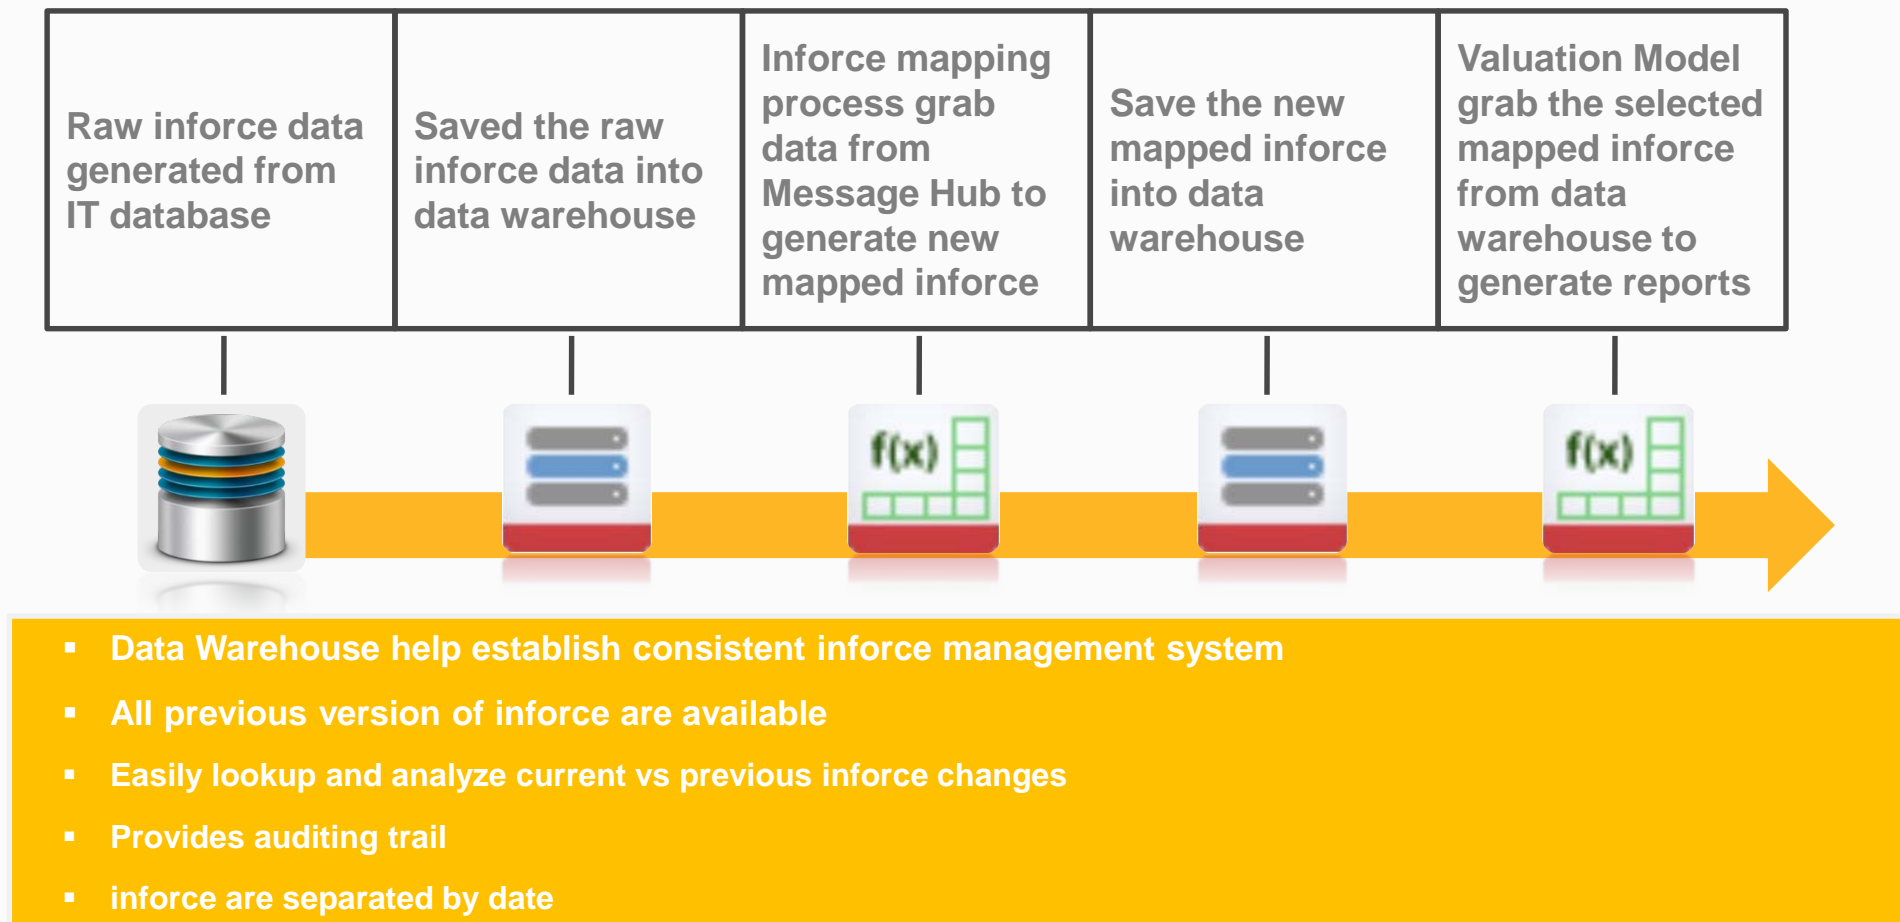 Raw inforce data
generated from
IT database
Saved the raw
inforce data into
data warehouse
Inforce mapping
process grab
data from
Message Hub to
generate new
mapped inforce
Save the new
mapped inforce
into data
warehouse
Valuation Model
grab the selected
mapped inforce
from data
warehouse to
generate reports
f(x)
f(x)
▪ Data Warehouse help establish consistent inforce management system
▪ All previous version of inforce are available
▪ Easily lookup and analyze current vs previous inforce changes
▪ Provides auditing trail
▪ inforce are separated by date